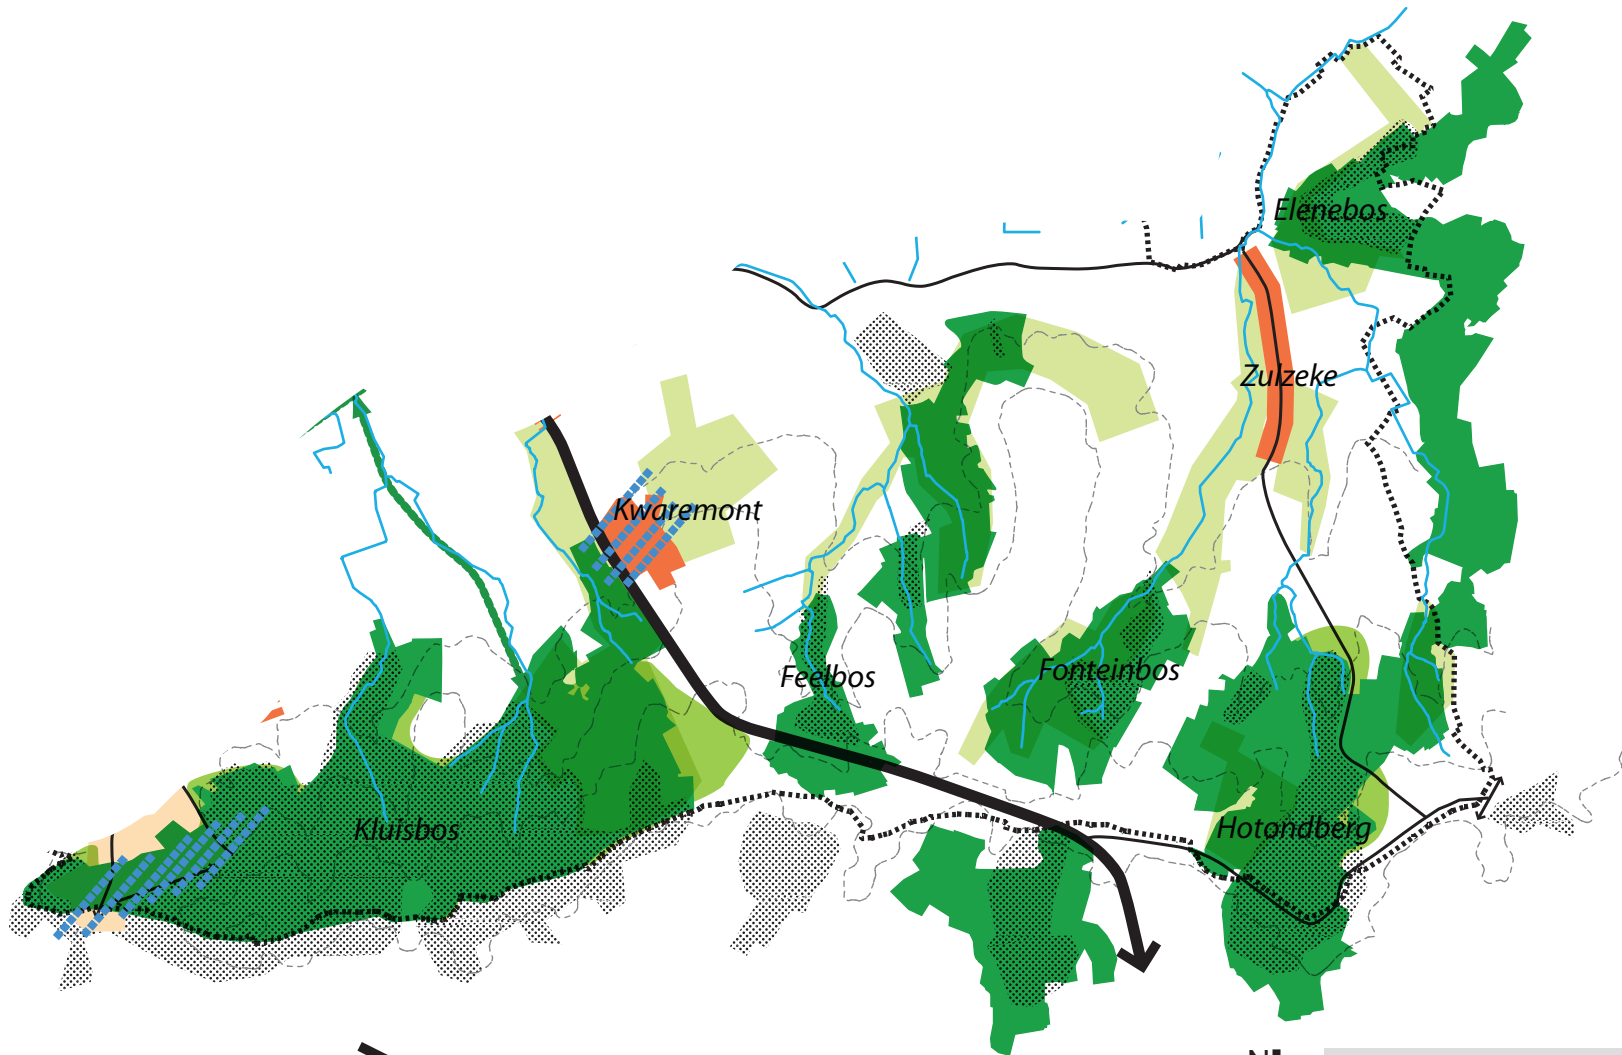 Elenebos
Zulzeke
Kwaremont
Feelbos
Fonteinbos
Kluisbos
Hotondberg